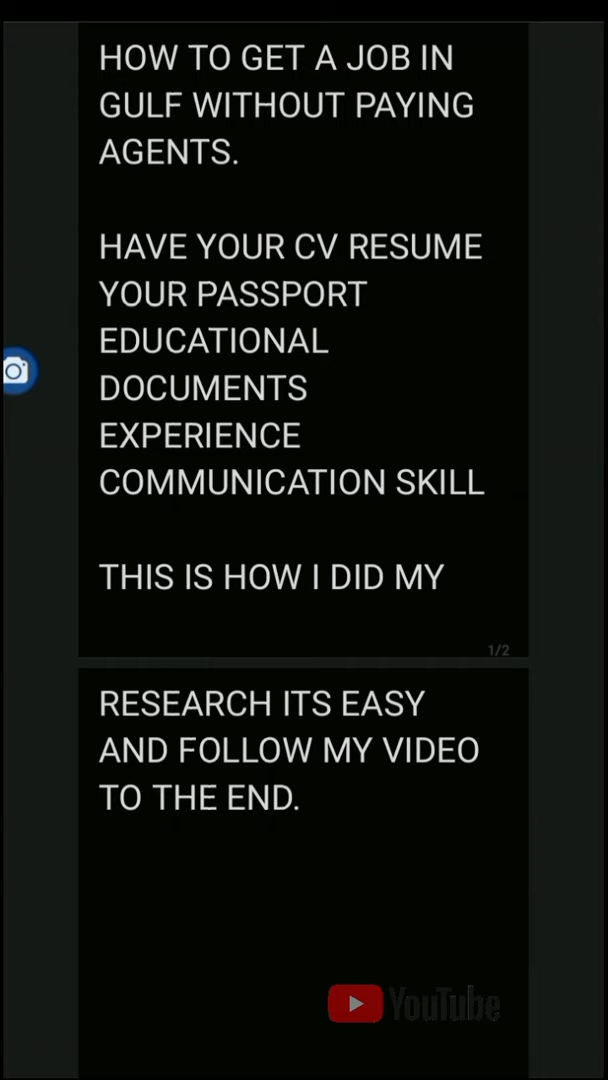 HOW TO GET A JOB IN
GULF WITHOUT PAYING
AGENTS.
HAVE YOUR CV RESUME
YOUR PASSPORT
EDUCATIONAL
DOCUMENTS
EXPERIENCE
COMMUNICATION SKILL
THIS IS HOW I DID MY
1/2
RESEARCH ITS EASY
AND FOLLOW MY VIDEO
TO THE END.
YouTube